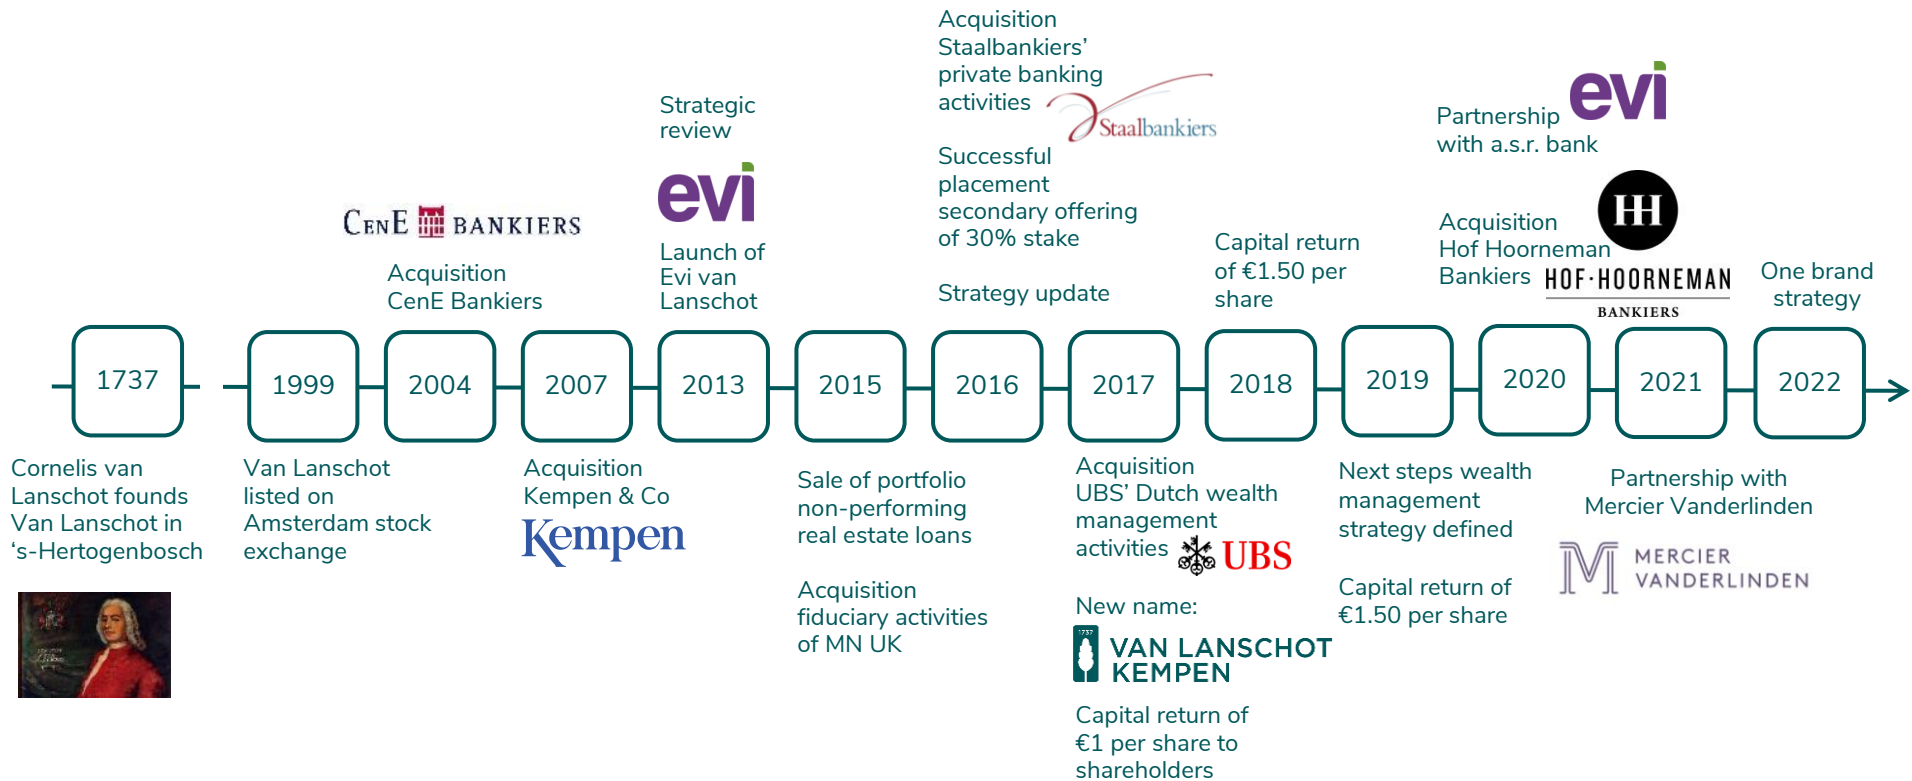 1737
Cornelis van
Lanschot founds
Van Lanschot in
‘s-Hertogenbosch
1999
Van Lanschot
listed on
Amsterdam stock
exchange
CENE BANKIERS
Acquisition
CenE Bankiers
2004
2007
Acquisition
Kempen & Co
Kempen
Strategic
review
evi
Launch of
Evi van
Lanschot
2013
2015
Sale of portfolio
non-performing
real estate loans
Acquisition
fiduciary activities
of MN UK
Acquisition
Staalbankiers’
private banking
activities
Staalbankiers
Successful
placement
secondary offering
of 30% stake
Strategy update
2016
2017
Acquisition
UBS’ Dutch wealth
management
activities
UBS
New name:
1737
VAN LANSCHOT
KEMPEN
Capital return of
€1 per share to
shareholders
Capital return
of €1.50 per
share
2018
2019
Next steps wealth
management
strategy defined
Capital return of
€1.50 per share
evi
Partnership
with a.s.r. bank
HH
Acquisition
Hof Hoorneman
Bankiers
HOF·HOORNEMAN
BANKIERS
2020
2021
Partnership with
Mercier Vanderlinden
M
MERCIER
VANDERLINDEN
One brand
strategy
2022